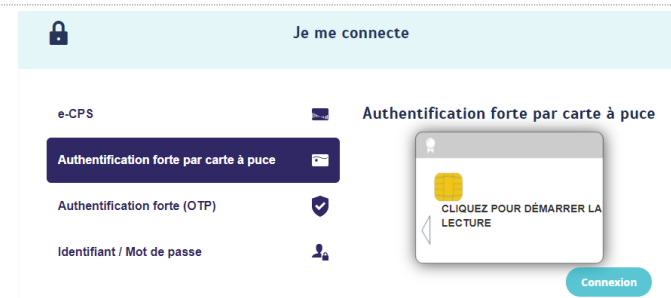 Je me connecte
e-CPS
Authentification forte par carte à puce
Authentification forte (OTP)
Identifiant / Mot de passe
Authentification forte par carte à puce
CLIQUEZ POUR DÉMARRER LA
LECTURE
Connexion